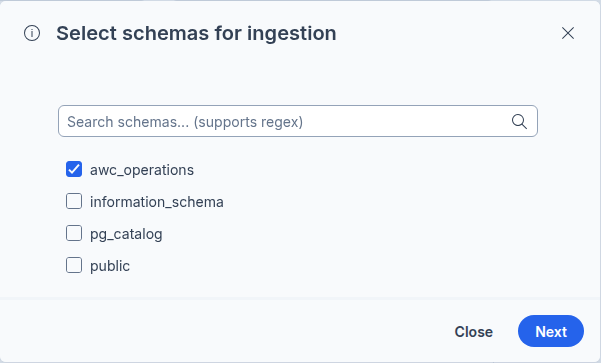 Select schemas for ingestion
Search schemas... (supports regex)
awc_operations
information_schema
pg_catalog
public
Close Next